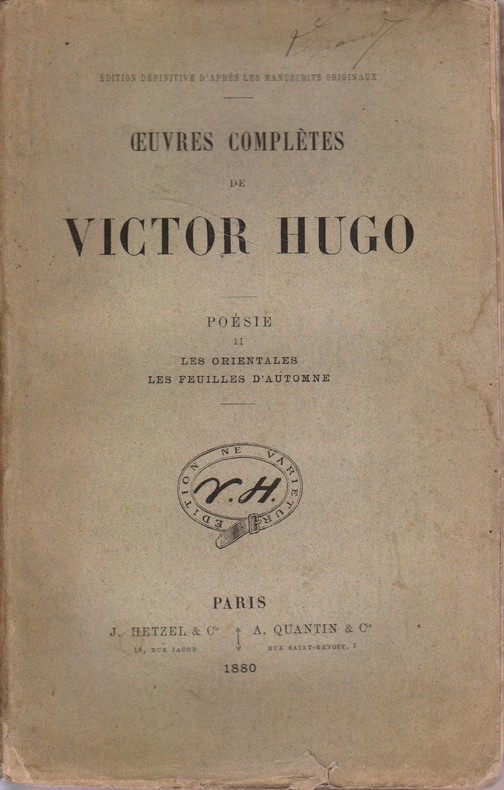 ÉDITION DÉFINITIVE D'APRÈS LES MANUSCRITS ORIGINAUX
ŒUVRES COMPLÈTES
DE
VICTOR HUGO
POÉSIE
II
LES ORIENTALES
LES FEUILLES D'AUTOMNE
ÉDITION NE VARIETUR
V. H.
PARIS
J. HETZEL & Cie
18, RUE JACOB
A. QUANTIN & Cie
RUE SAINT-BENOIT, 7
1880